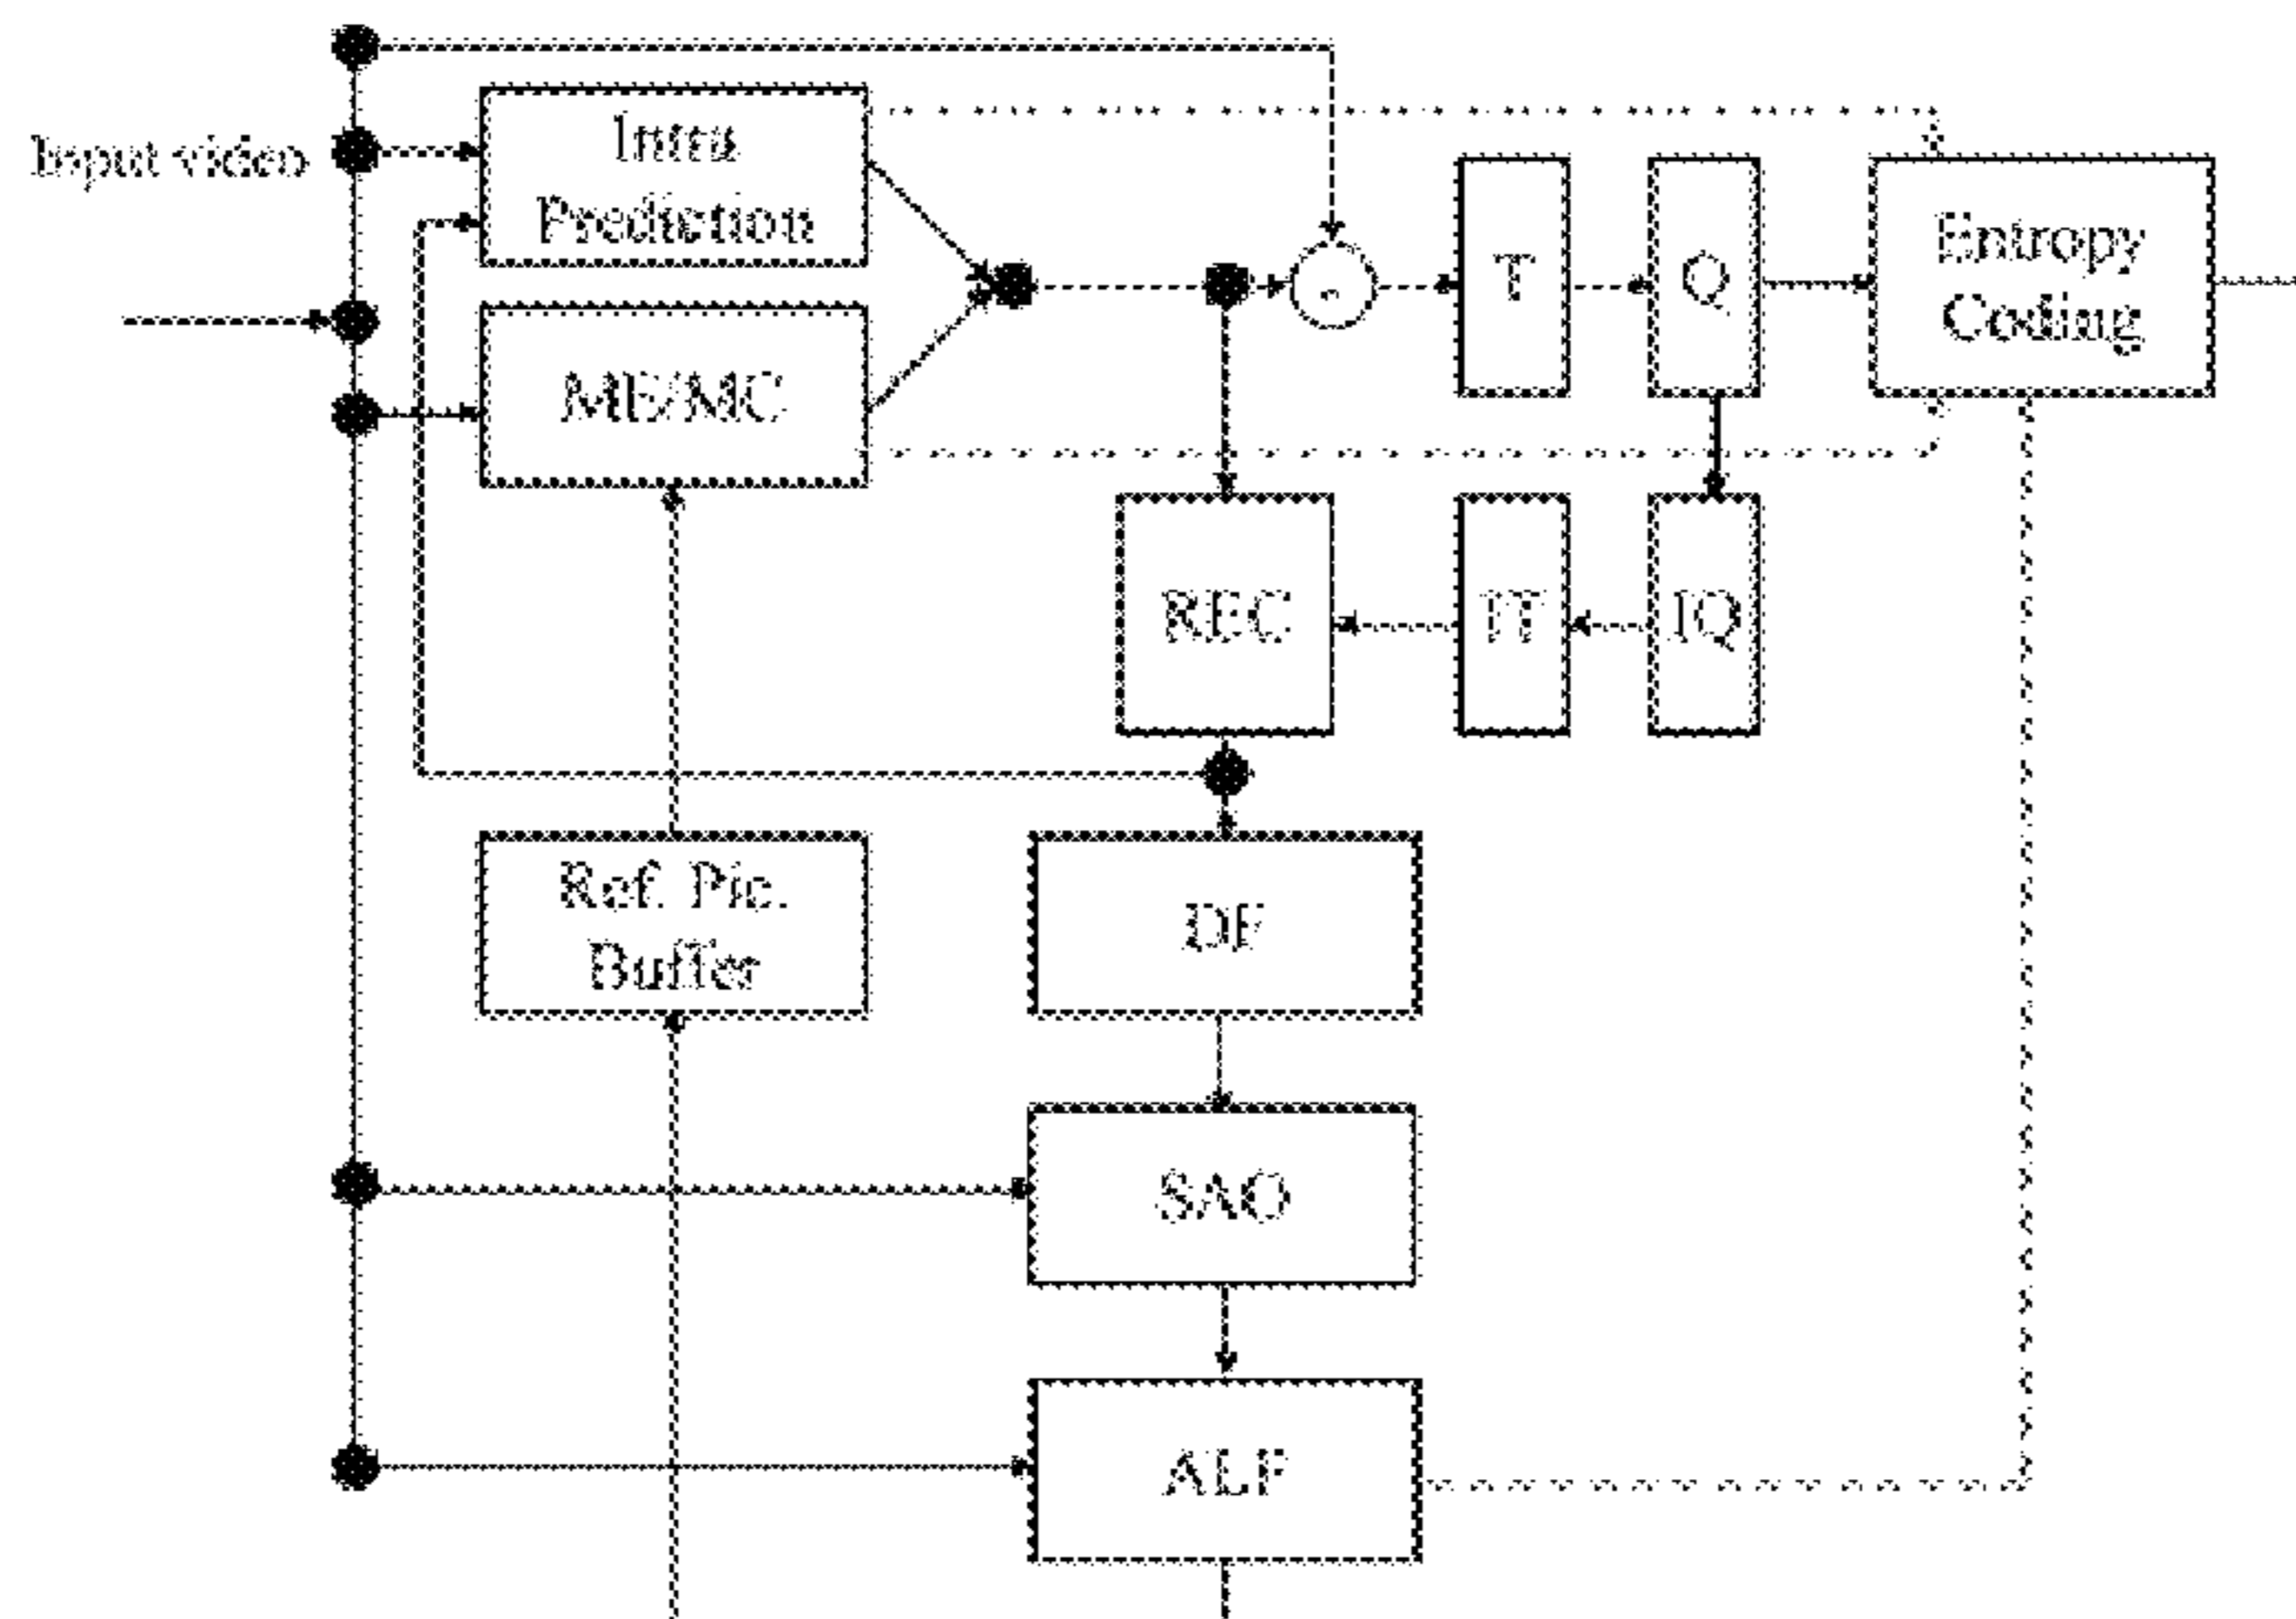 Input video
Intra
Prediction
ME/MC
-
T
Q
Entropy
Coding
REC
IT
IQ
Ref. Pic.
Buffer
DF
SAO
ALF